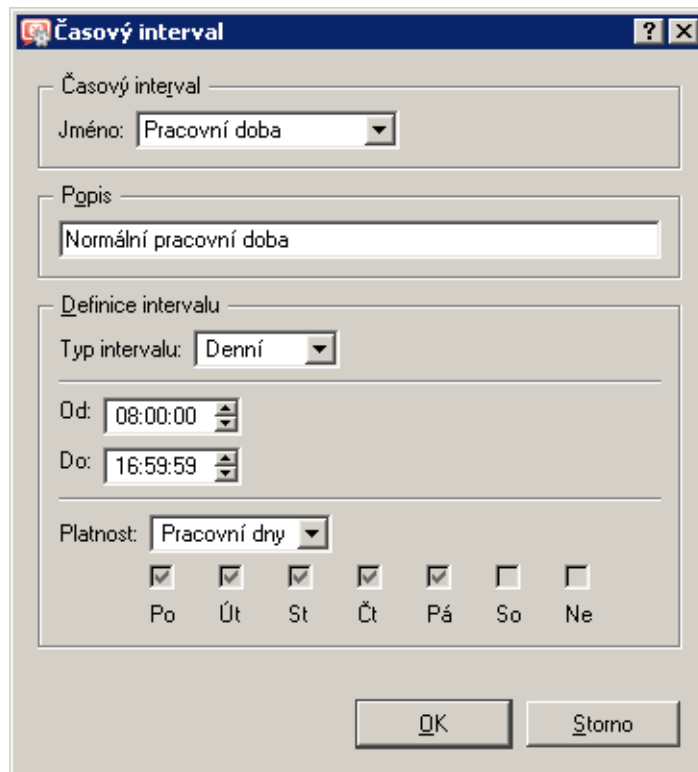 Časový interval
Časový interval
Jméno: Pracovní doba
Popis
Normální pracovní doba
Definice intervalu
Typ intervalu: Denní
Od: 08:00:00
Do: 16:59:59
Platnost: Pracovní dny
Po Út St Čt Pá So Ne
OK Storno